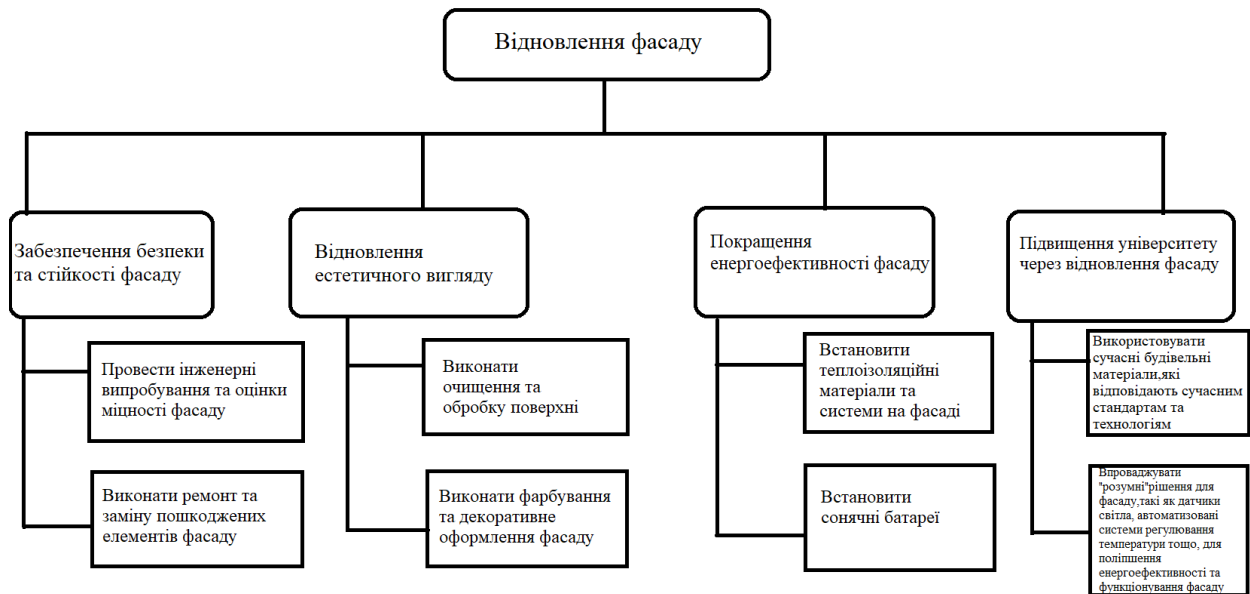 Відновлення фасаду
Забезпечення безпеки
та стійкості фасаду
Відновлення
естетичного вигляду
Покращення
енергоефективності фасаду
Підвищення університету
через відновлення фасаду
Провести інженерні
випробування та оцінки
міцності фасаду
Виконати
очищення та
обробку поверхні
Встановити
теплоізоляційні
матеріали та
системи на фасаді
Використовувати
сучасні будівельні
матеріали,які
відповідають сучасним
стандартам та
технологіям
Виконати ремонт та
заміну пошкоджених
елементів фасаду
Виконати фарбування
та декоративне
оформлення фасаду
Встановити
сонячні батареї
Впроваджувати
"розумні"рішення для
фасаду,такі як датчики
світла, автоматизовані
системи регулювання
температури тощо, для
поліпшення
енергоефективності та
функціонування фасаду